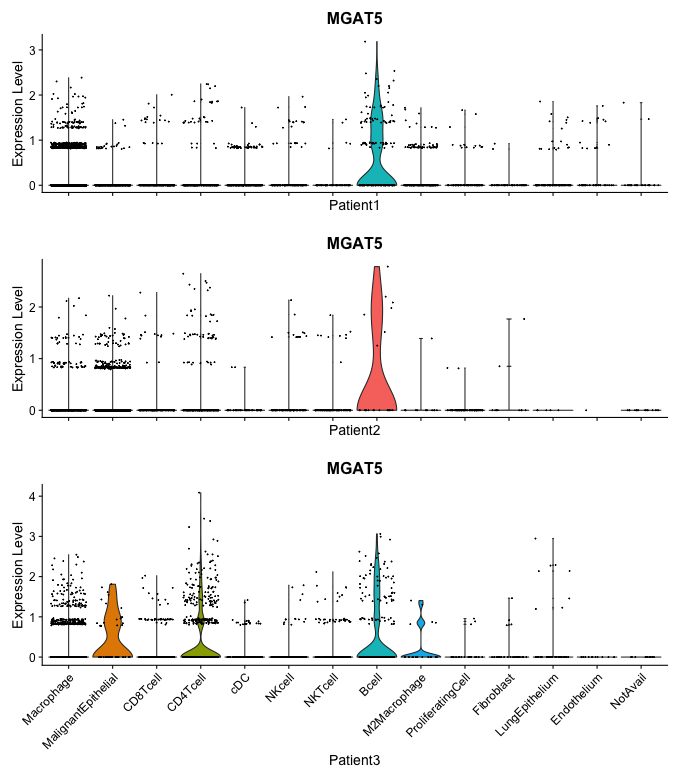 MGAT5
Expression Level
3
2
1
0
Patient1
MGAT5
Expression Level
2
1
0
Patient2
MGAT5
Expression Level
4
3
2
1
0
Macrophage
MalignantEpithelial
CD8Tcell
CD4Tcell
cDC
NKcell
NKTcell
Bcell
M2Macrophage
ProliferatingCell
Fibroblast
LungEpithelium
Endothelium
NotAvail
Patient3